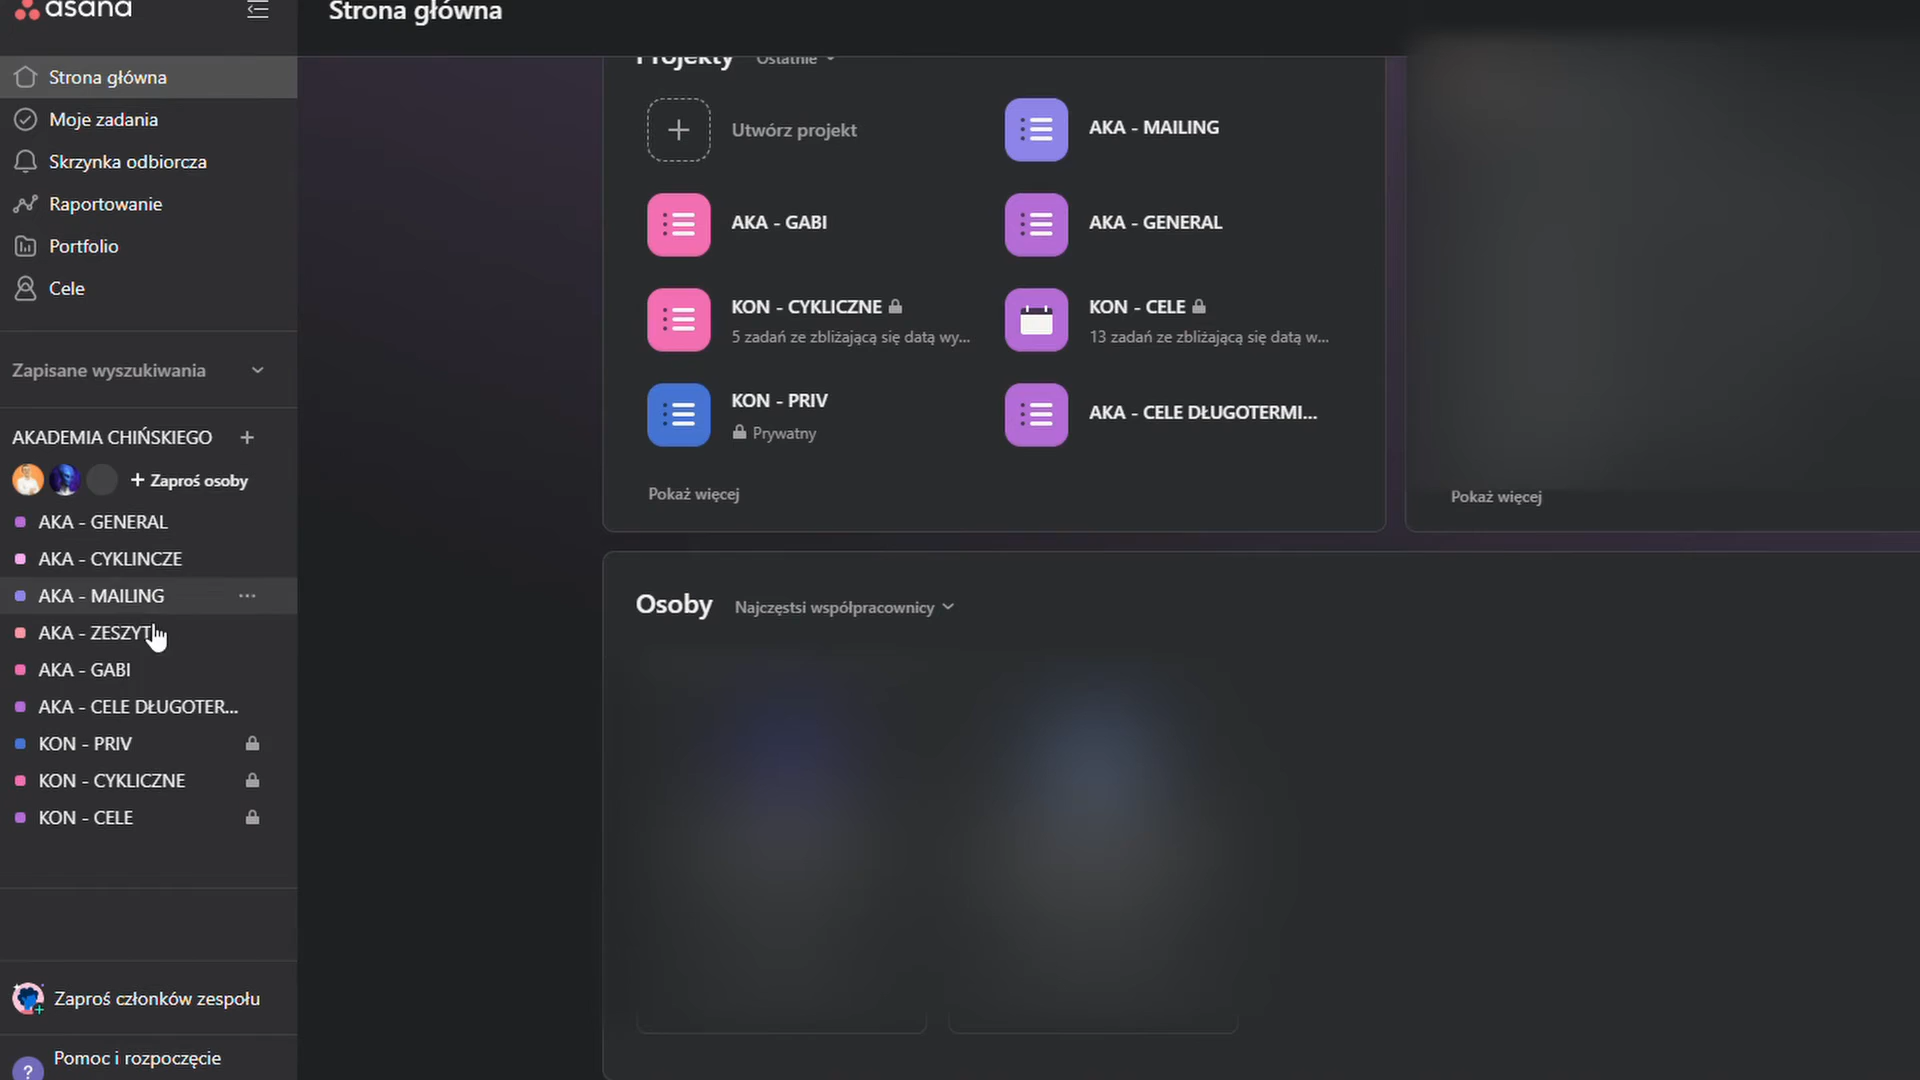 asana
Strona główna
Strona główna
Moje zadania
Skrzynka odbiorcza
Raportowanie
Portfolio
Cele
Zapisane wyszukiwania
AKADEMIA CHIŃSKIEGO
+ Zaproś osoby
AKA - GENERAL
AKA - CYKLINCZE
AKA - MAILING
AKA - ZESZYT
AKA - GABI
AKA - CELE DŁUGOTER...
KON - PRIV
KON - CYKLICZNE
KON - CELE
Zaproś członków zespołu
? Pomoc i rozpoczęcie
Projekty Ostatnie
Utwórz projekt
AKA - MAILING
AKA - GABI
AKA - GENERAL
KON - CYKLICZNE
5 zadań ze zbliżającą się datą wy...
KON - CELE
13 zadań ze zbliżającą się datą w...
KON - PRIV
Prywatny
AKA - CELE DŁUGOTERMI...
Pokaż więcej
Pokaż więcej
Osoby Najczęstsi współpracownicy